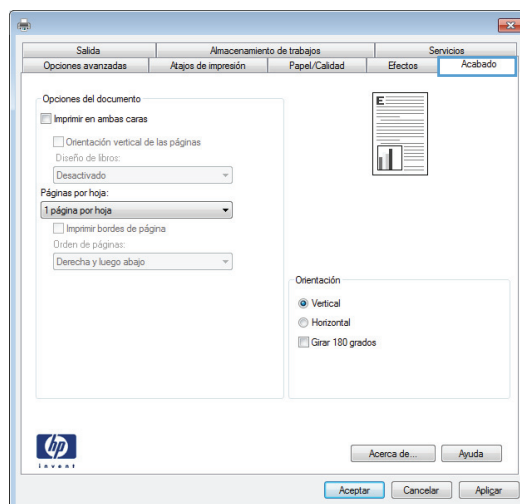 Salida
Almacenamiento de trabajos
Servicios
Opciones avanzadas
Atajos de impresión
Papel/Calidad
Efectos
Acabado
Opciones del documento
Imprimir en ambas caras
Orientación vertical de las páginas
Diseño de libros:
Desactivado
Páginas por hoja:
1 página por hoja
Imprimir bordes de página
Orden de páginas:
Derecha y luego abajo
E
Orientación
Vertical
Horizontal
Girar 180 grados
hp
invent
Acerca de...
Ayuda
Aceptar
Cancelar
Aplicar